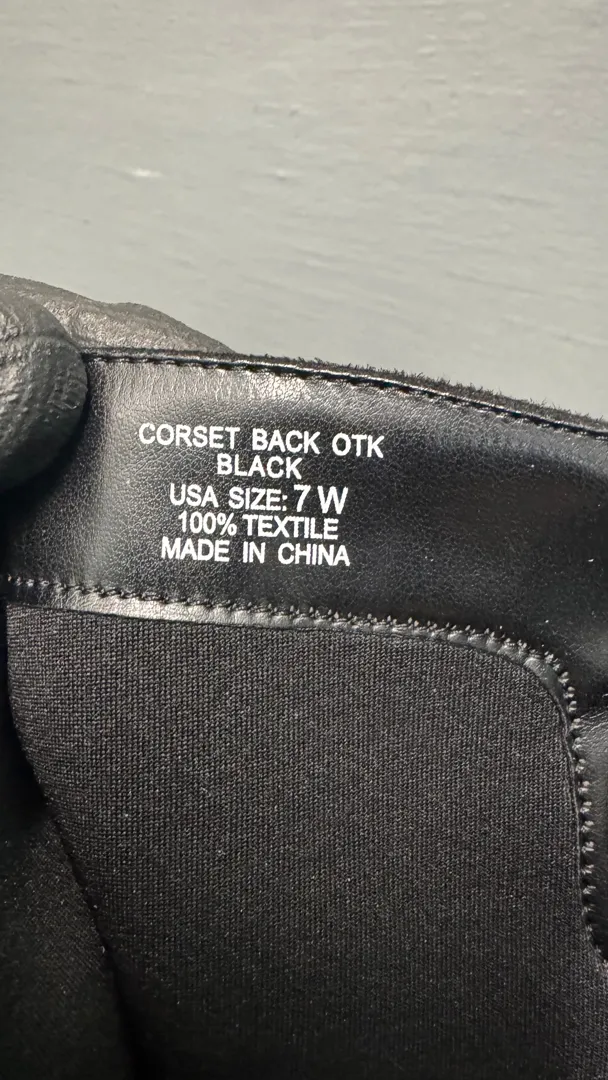 CORSET BACK OTK
BLACK
USA SIZE: 7 W
100% TEXTILE
MADE IN CHINA